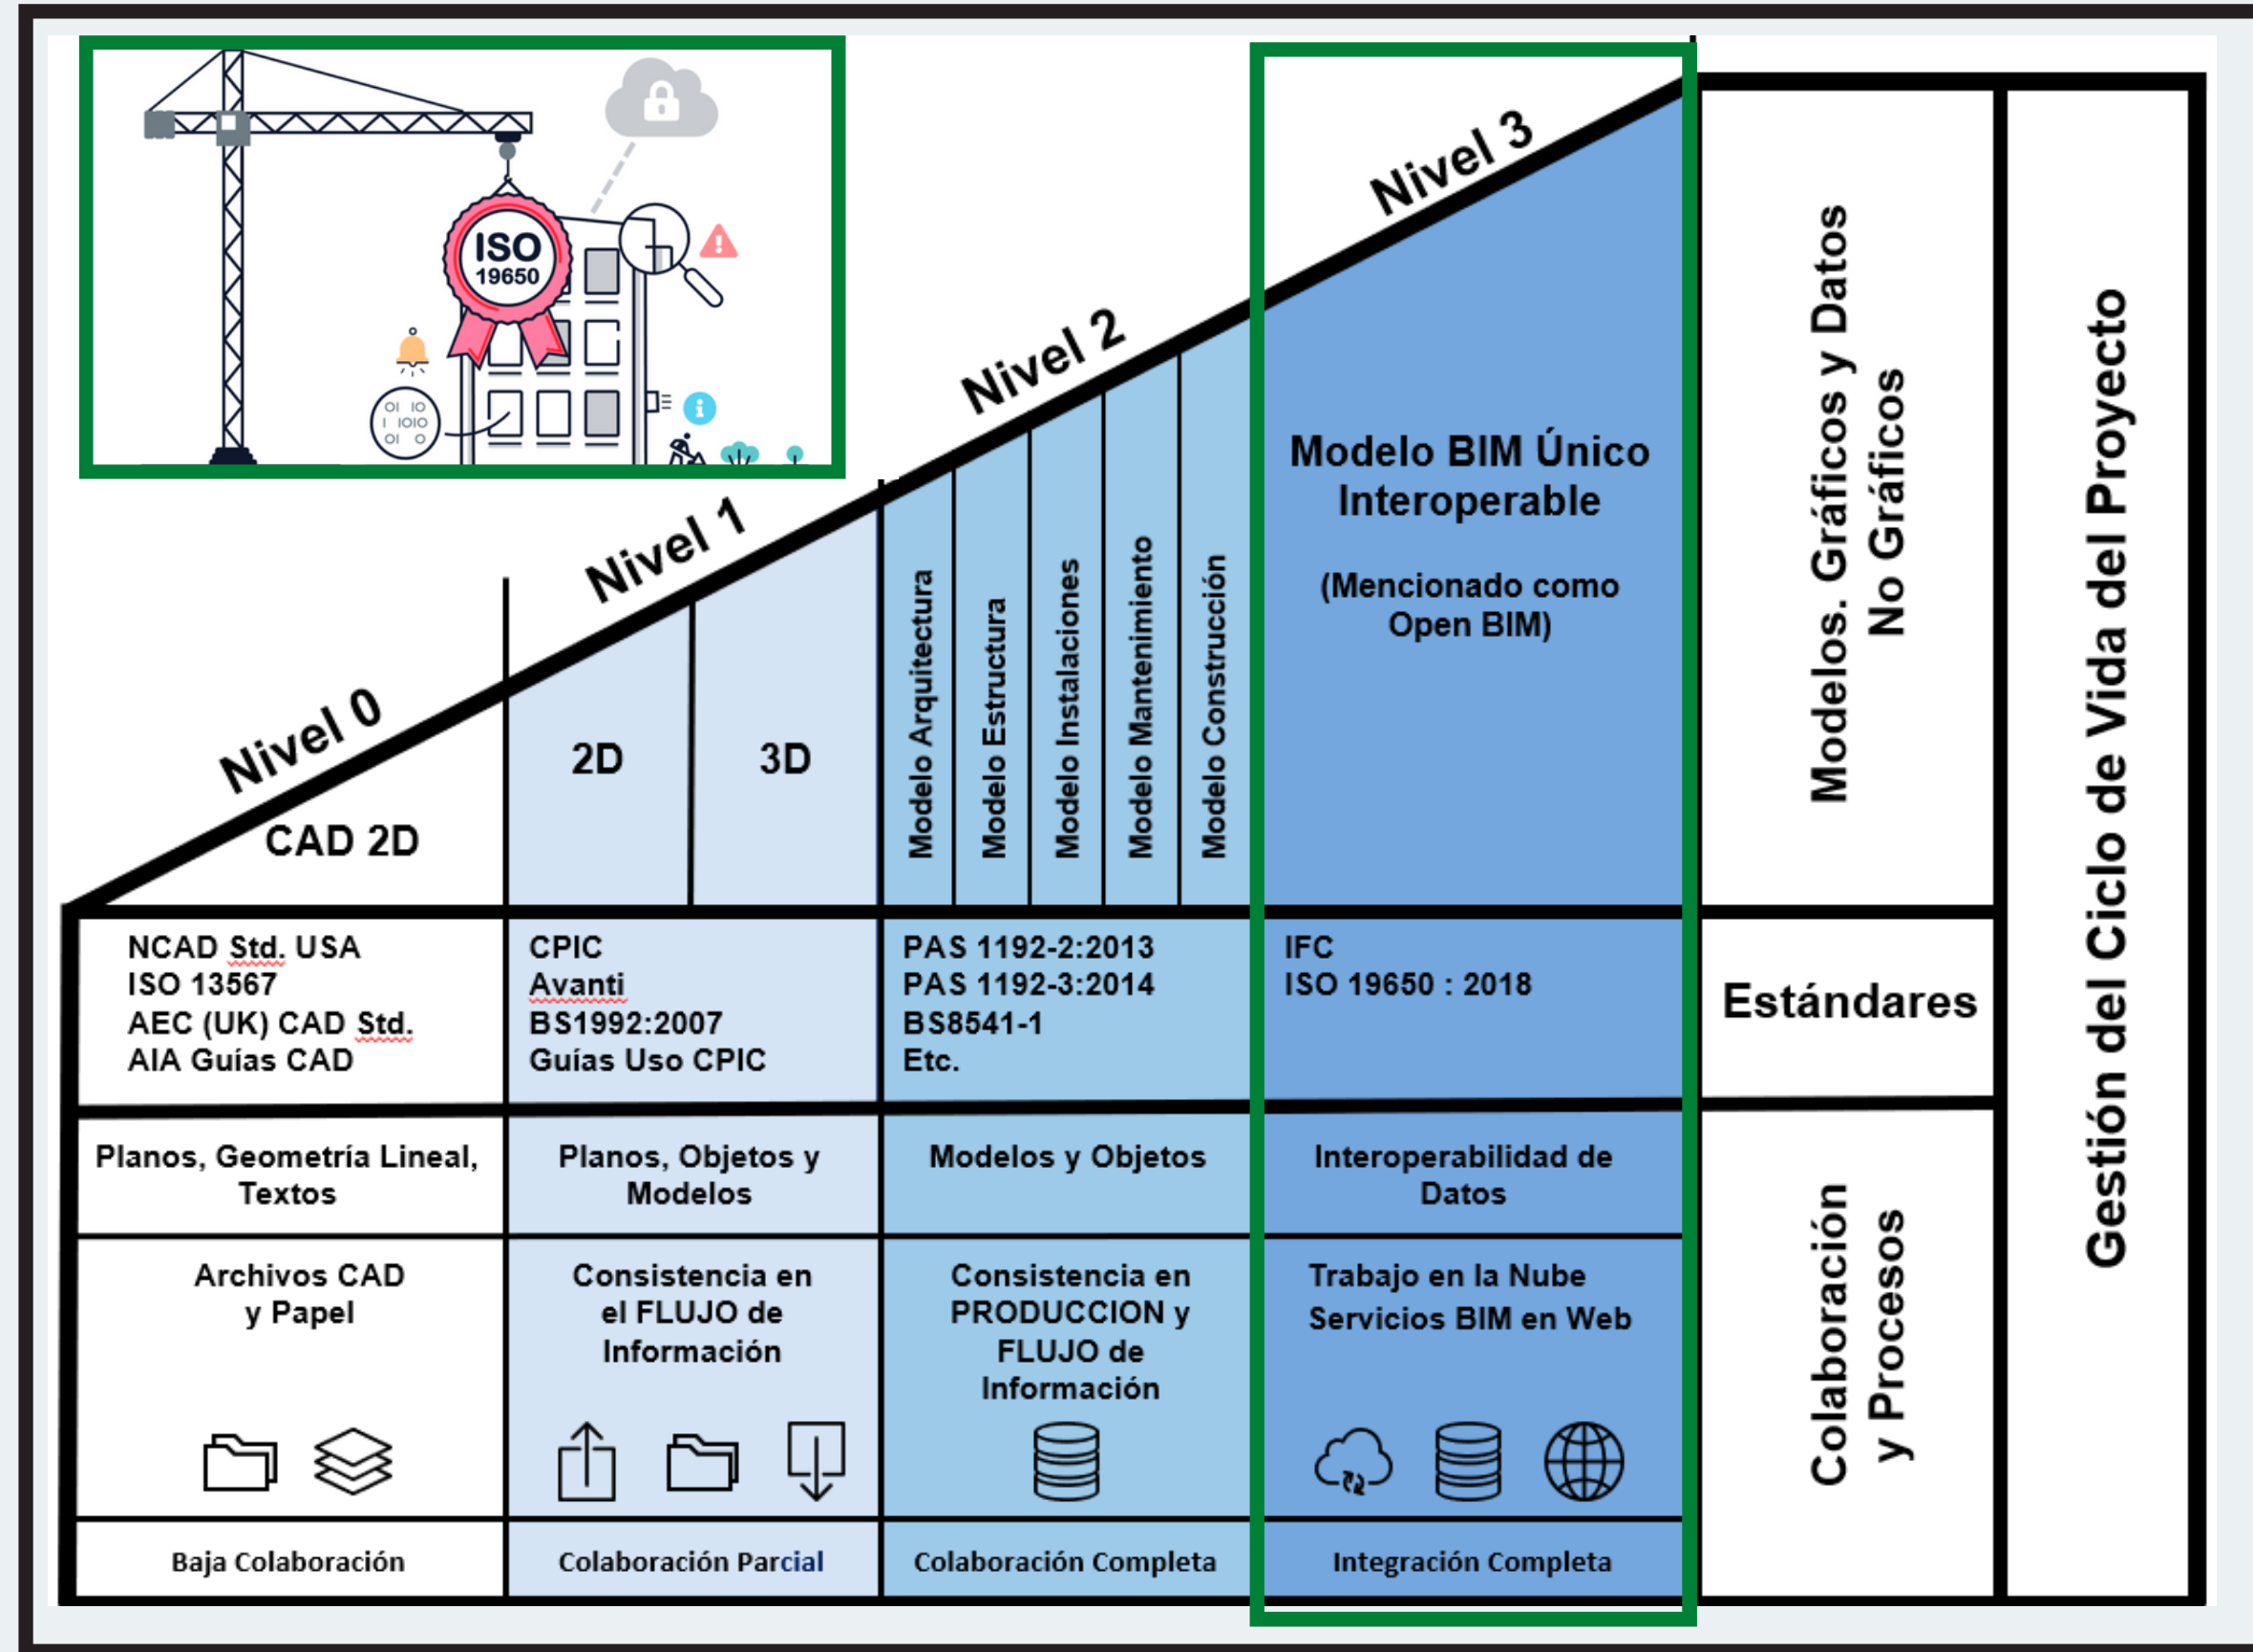 ISO
19650
OI IO
I IOIO
OI O
Nivel 0
Nivel 1
Nivel 2
Nivel 3
CAD 2D
2D
3D
Modelo Arquitectura
Modelo Estructura
Modelo Instalaciones
Modelo Mantenimiento
Modelo Construcción
Modelo BIM Único
Interoperable
(Mencionado como
Open BIM)
Modelos. Gráficos y Datos
No Gráficos
Gestión del Ciclo de Vida del Proyecto
NCAD Std. USA
ISO 13567
AEC (UK) CAD Std.
AIA Guías CAD
CPIC
Avanti
BS1992:2007
Guías Uso CPIC
PAS 1192-2:2013
PAS 1192-3:2014
BS8541-1
Etc.
IFC
ISO 19650 : 2018
Estándares
Planos, Geometría Lineal,
Textos
Planos, Objetos y
Modelos
Modelos y Objetos
Interoperabilidad de
Datos
Archivos CAD
y Papel
Consistencia en
el FLUJO de
Información
Consistencia en
PRODUCCION y
FLUJO de
Información
Trabajo en la Nube
Servicios BIM en Web
Colaboración
y Procesos
Baja Colaboración
Colaboración Parcial
Colaboración Completa
Integración Completa